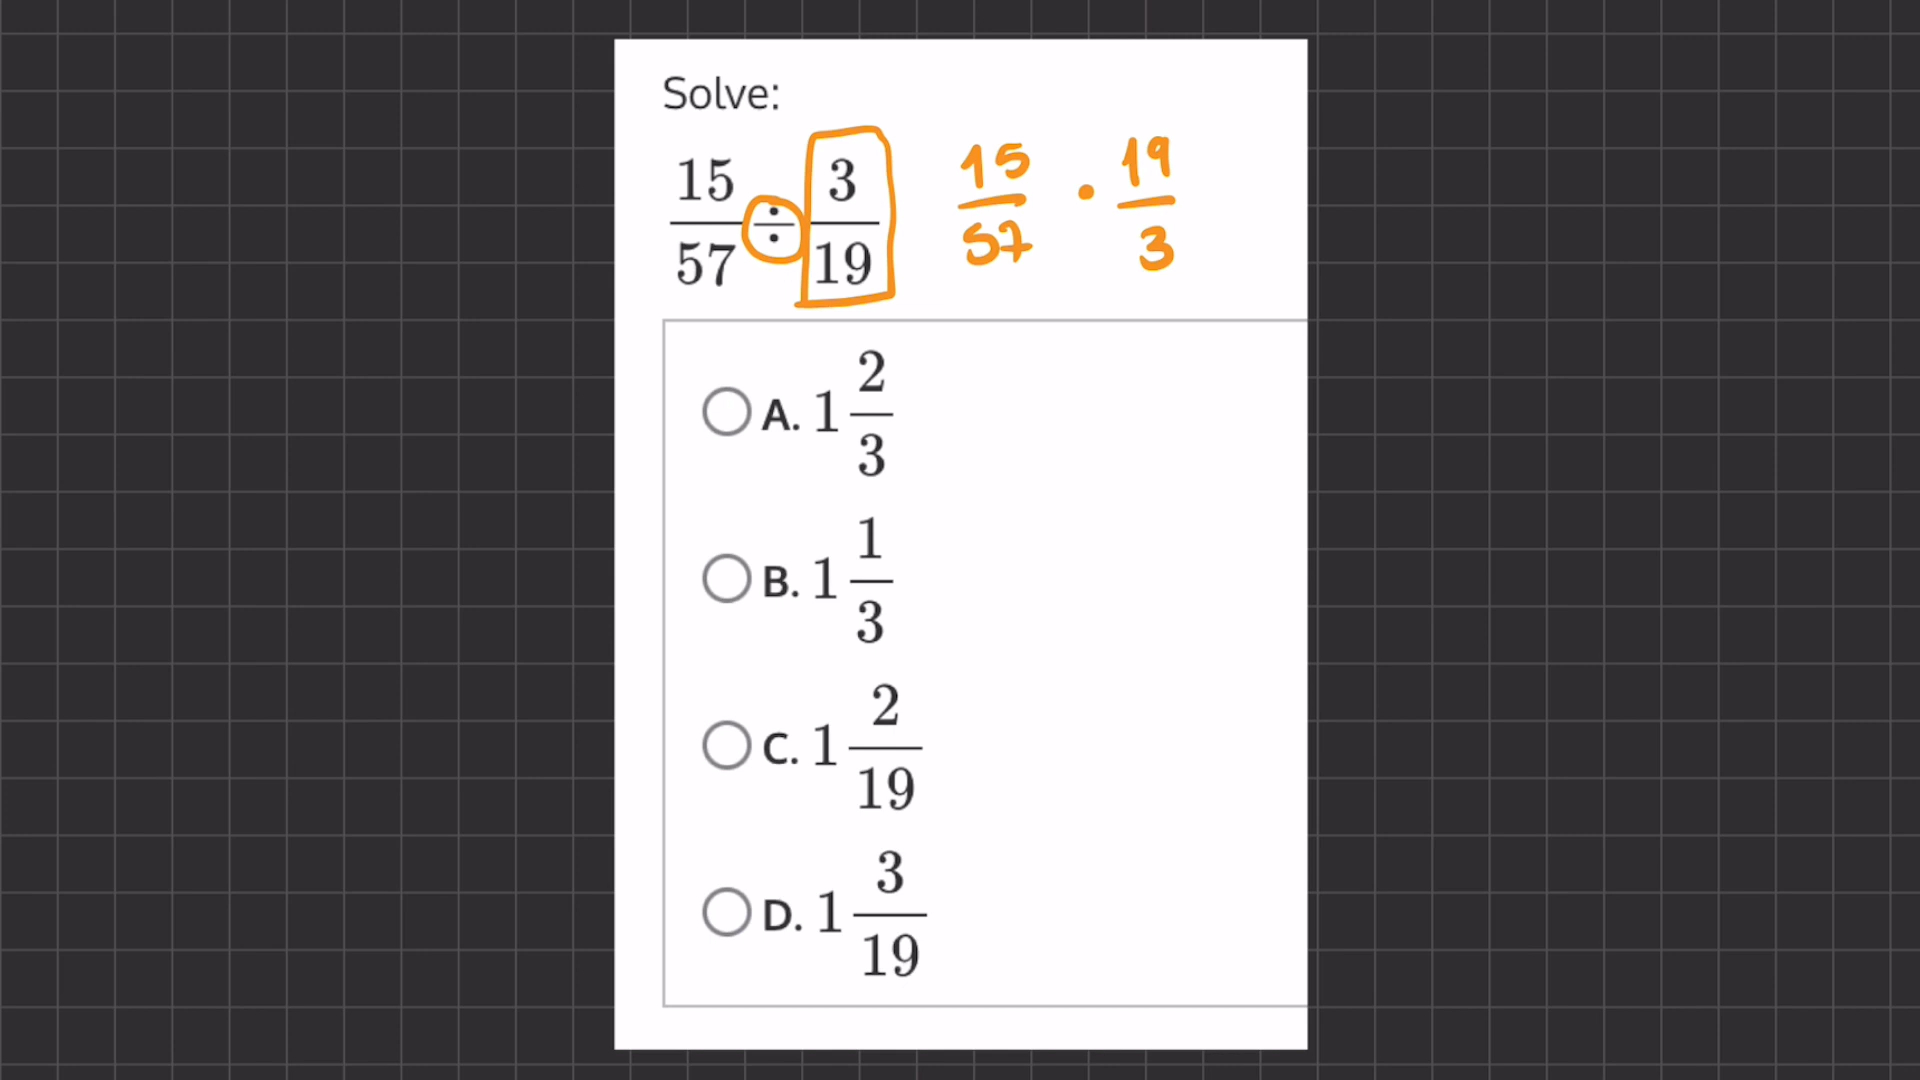 Solve:
15/57 ÷ 3/19
15/57 · 19/3
A. 1 2/3
B. 1 1/3
C. 1 2/19
D. 1 3/19